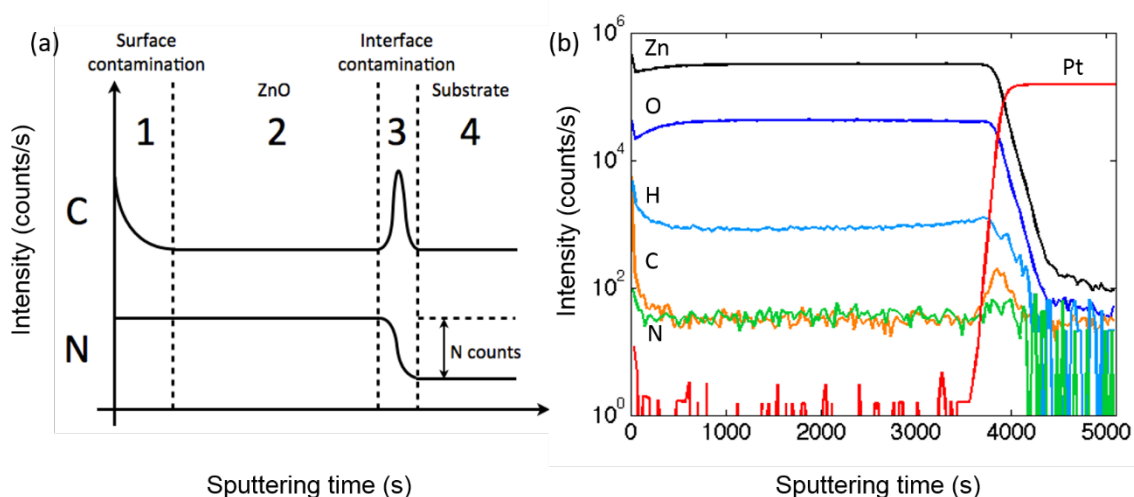 (a)
Surface
contamination
Interface
contamination
ZnO
Substrate
1
2
3
4
C
N
N counts
Intensity (counts/s)
Sputtering time (s)
(b)
10^6
10^4
10^2
10^0
Zn
O
H
C
N
Pt
0
1000
2000
3000
4000
5000
Intensity (counts/s)
Sputtering time (s)